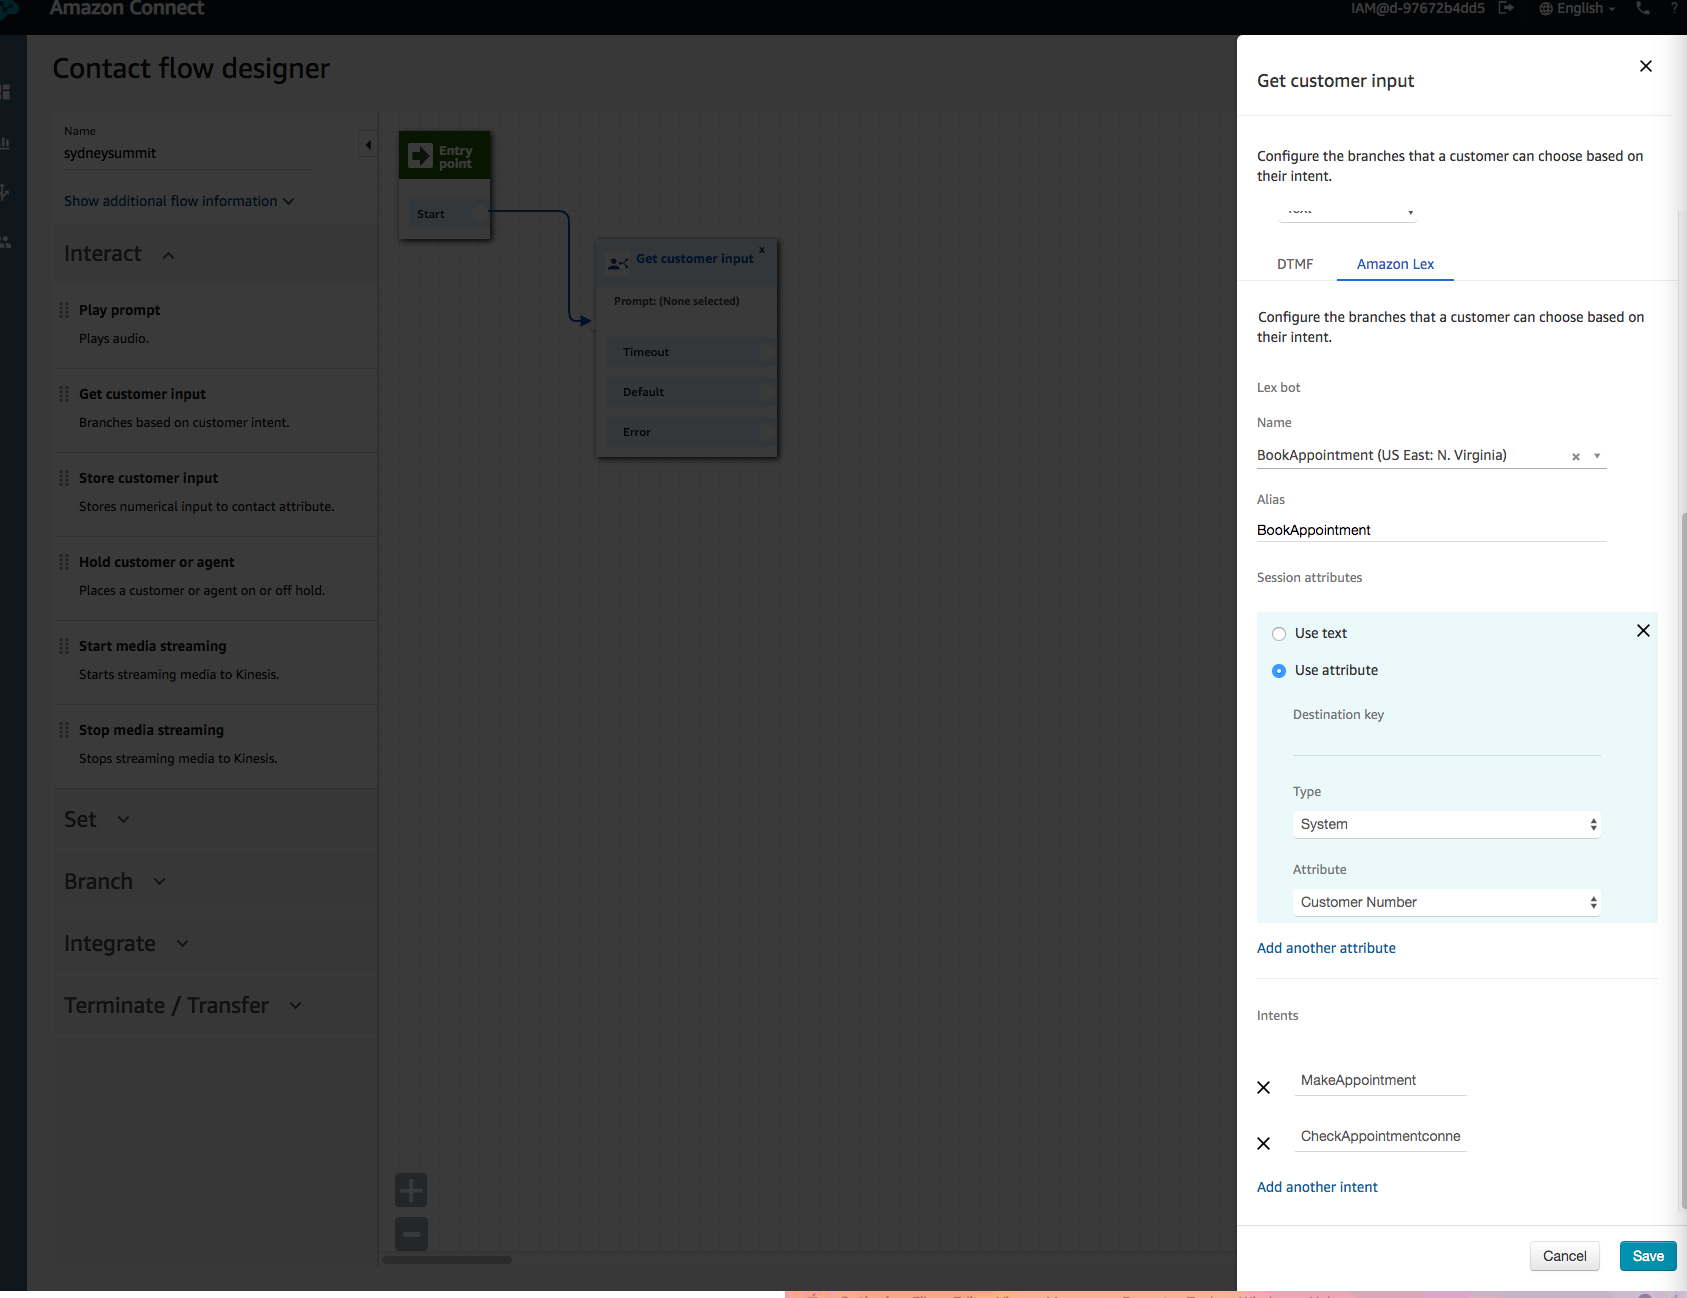 Amazon Connect
IAM@d-97672b4dd5
English
?
Contact flow designer
Name
sydneysummit
Show additional flow information
Interact
Play prompt
Plays audio.
Get customer input
Branches based on customer intent.
Store customer input
Stores numerical input to contact attribute.
Hold customer or agent
Places a customer or agent on or off hold.
Start media streaming
Starts streaming media to Kinesis.
Stop media streaming
Stops streaming media to Kinesis.
Set
Branch
Integrate
Terminate / Transfer
Entry
point
Start
Get customer input
x
Prompt: (None selected)
Timeout
Default
Error
Get customer input
Configure the branches that a customer can choose based on
their intent.
DTMF
Amazon Lex
Configure the branches that a customer can choose based on
their intent.
Lex bot
Name
BookAppointment (US East: N. Virginia)
Alias
BookAppointment
Session attributes
Use text
Use attribute
Destination key
Type
System
Attribute
Customer Number
Add another attribute
Intents
MakeAppointment
CheckAppointmentconne
Add another intent
Cancel
Save